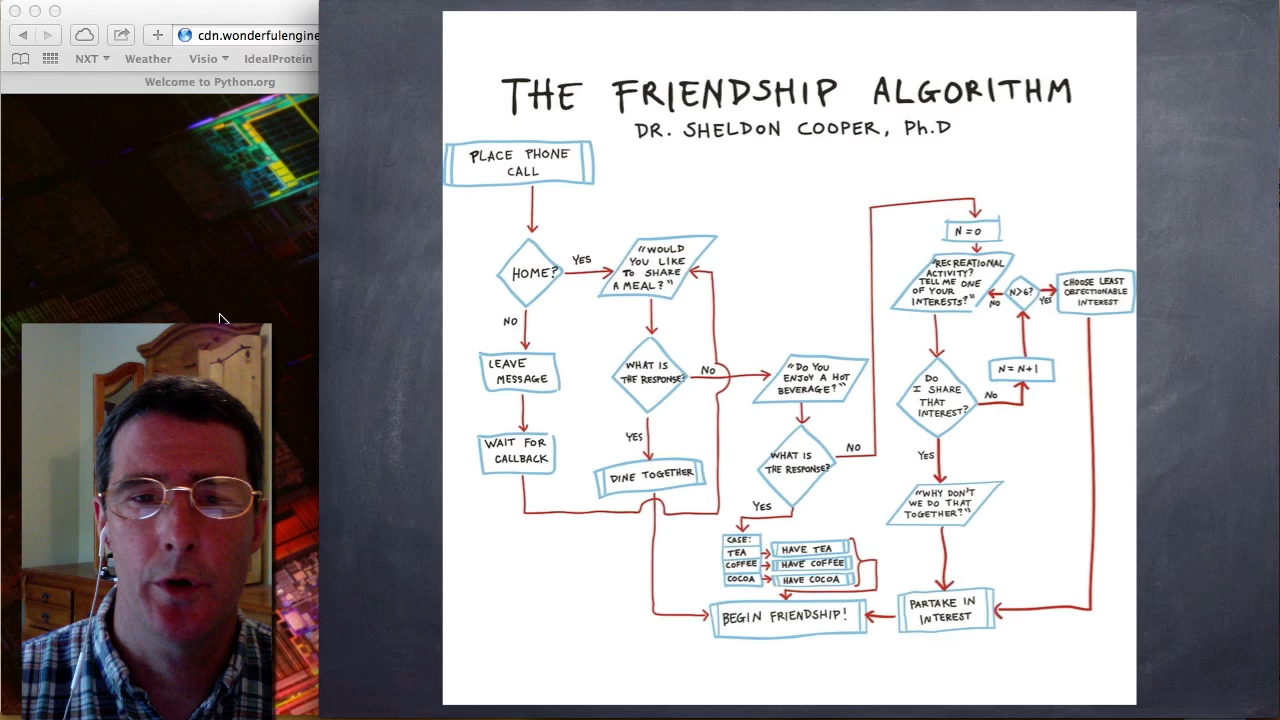 cdn.wonderfulengine
NXT
Weather
Visio
IdealProtein
Welcome to Python.org
THE FRIENDSHIP ALGORITHM
DR. SHELDON COOPER, Ph.D
PLACE PHONE
CALL
HOME?
YES
NO
LEAVE
MESSAGE
WAIT FOR
CALLBACK
"WOULD
YOU LIKE
TO SHARE
A MEAL?"
WHAT IS
THE RESPONSE?
NO
YES
DINE TOGETHER
"DO YOU
ENJOY A HOT
BEVERAGE?"
WHAT IS
THE RESPONSE?
NO
YES
CASE:
TEA
HAVE TEA
COFFEE
HAVE COFFEE
COCOA
HAVE COCOA
BEGIN FRIENDSHIP!
N=0
"RECREATIONAL
ACTIVITY?
TELL ME ONE
OF YOUR
INTERESTS?"
N>6?
NO
YES
CHOOSE LEAST
OBJECTIONABLE
INTEREST
N=N+1
DO
I SHARE
THAT
INTEREST?
NO
YES
"WHY DON'T
WE DO THAT
TOGETHER?"
PARTAKE IN
INTEREST